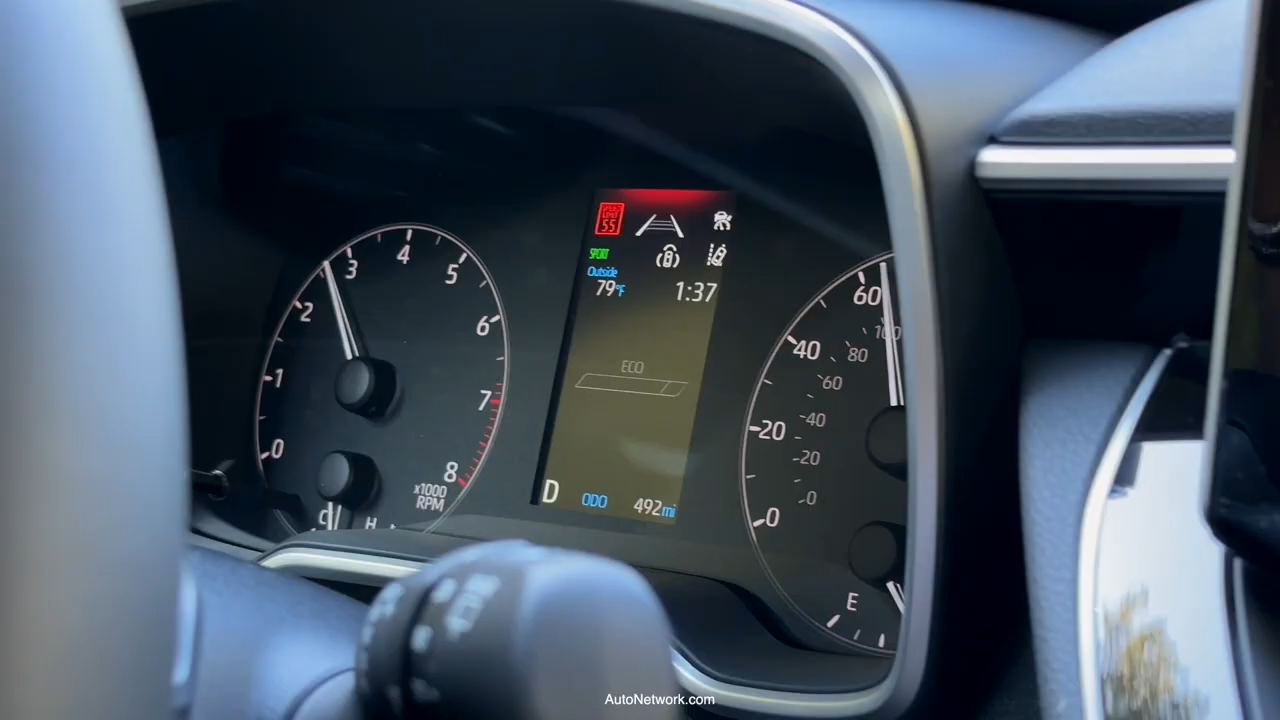 0
1
2
3
4
5
6
7
8
x1000
RPM
C
H
SPEED
LIMIT
55
SPORT
Outside
79°F
1:37
ECO
D
ODO
492mi
0
20
40
60
0
20
40
60
80
100
E
AutoNetwork.com